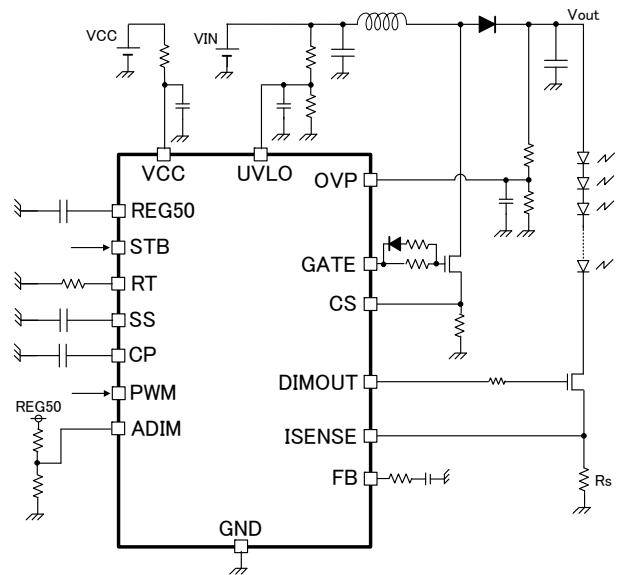 VCC
VIN
Vout
VCC
UVLO
OVP
REG50
STB
GATE
RT
CS
SS
CP
DIMOUT
PWM
REG50
ADIM
ISENSE
FB
Rs
GND